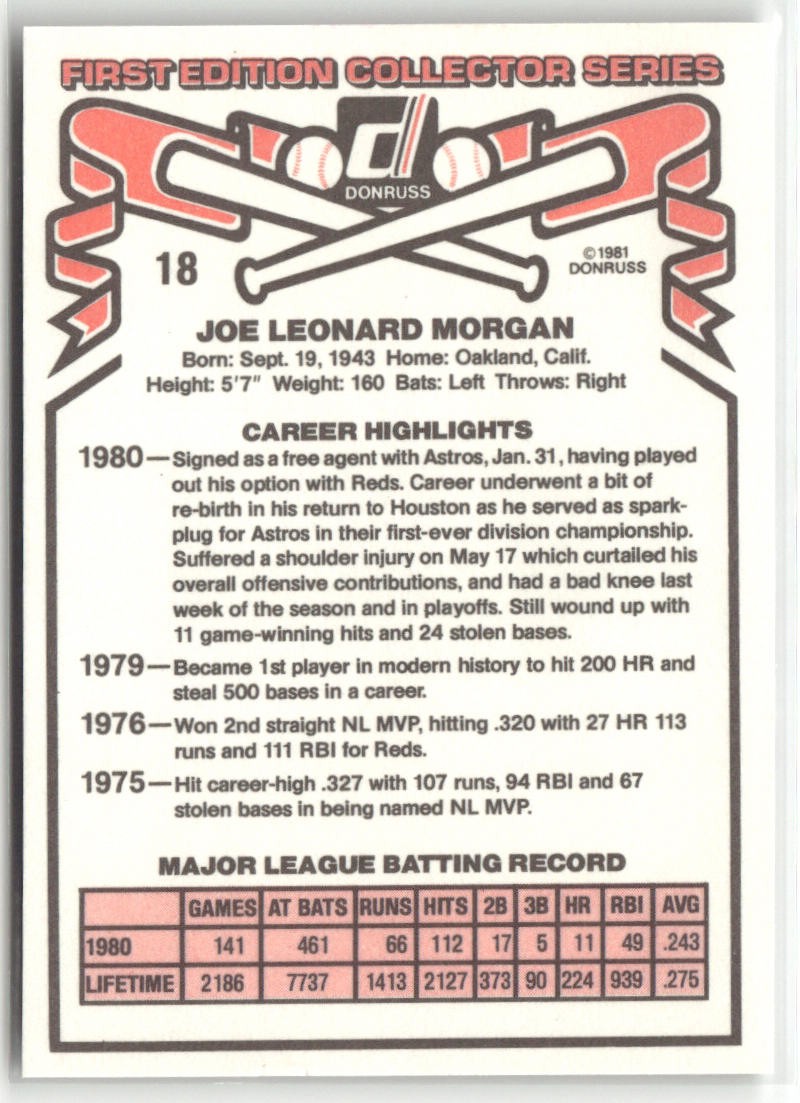 FIRST EDITION COLLECTOR SERIES
d
DONRUSS
18
©1981
DONRUSS
JOE LEONARD MORGAN
Born: Sept. 19, 1943 Home: Oakland, Calif.
Height: 5'7" Weight: 160 Bats: Left Throws: Right
CAREER HIGHLIGHTS
1980—Signed as a free agent with Astros, Jan. 31, having played
out his option with Reds. Career underwent a bit of
re-birth in his return to Houston as he served as spark-
plug for Astros in their first-ever division championship.
Suffered a shoulder injury on May 17 which curtailed his
overall offensive contributions, and had a bad knee last
week of the season and in playoffs. Still wound up with
11 game-winning hits and 24 stolen bases.
1979—Became 1st player in modern history to hit 200 HR and
steal 500 bases in a career.
1976—Won 2nd straight NL MVP, hitting .320 with 27 HR 113
runs and 111 RBI for Reds.
1975—Hit career-high .327 with 107 runs, 94 RBI and 67
stolen bases in being named NL MVP.
MAJOR LEAGUE BATTING RECORD
GAMES AT BATS RUNS HITS 2B 3B HR RBI AVG
1980 141 461 66 112 17 5 11 49 .243
LIFETIME 2186 7737 1413 2127 373 90 224 939 .275